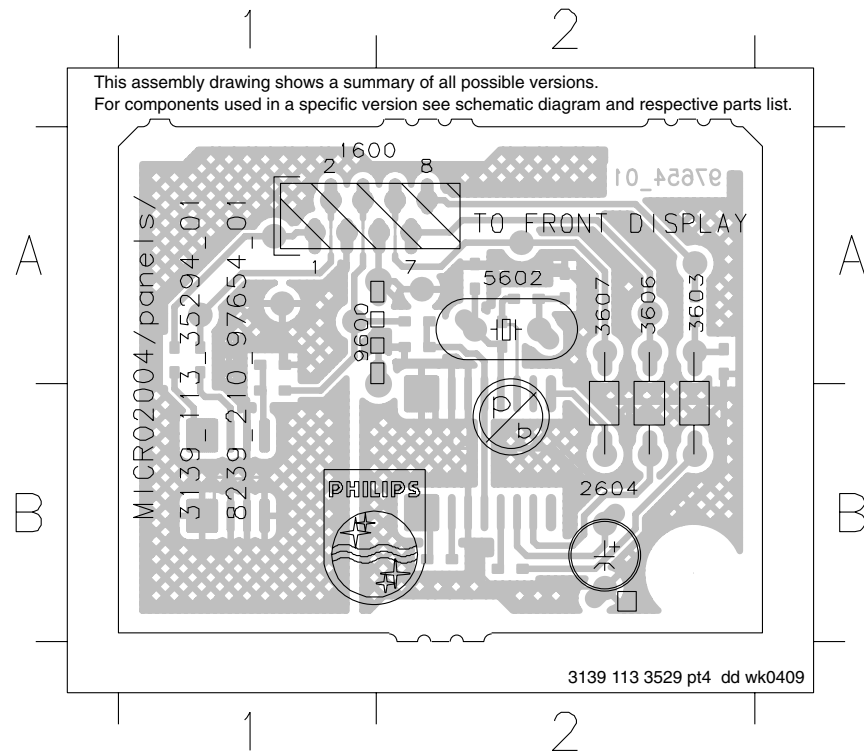 1
2
This assembly drawing shows a summary of all possible versions.
For components used in a specific version see schematic diagram and respective parts list.
1600
2
8
97654_01
TO FRONT DISPLAY
A
A
1
7
5602
3607
3606
3603
9600
MICRO2004/panels/
3139_113_35294_01
8239_210_97654_01
p
b
B
B
PHILIPS
2604
+
3139 113 3529 pt4 dd wk0409
1
2